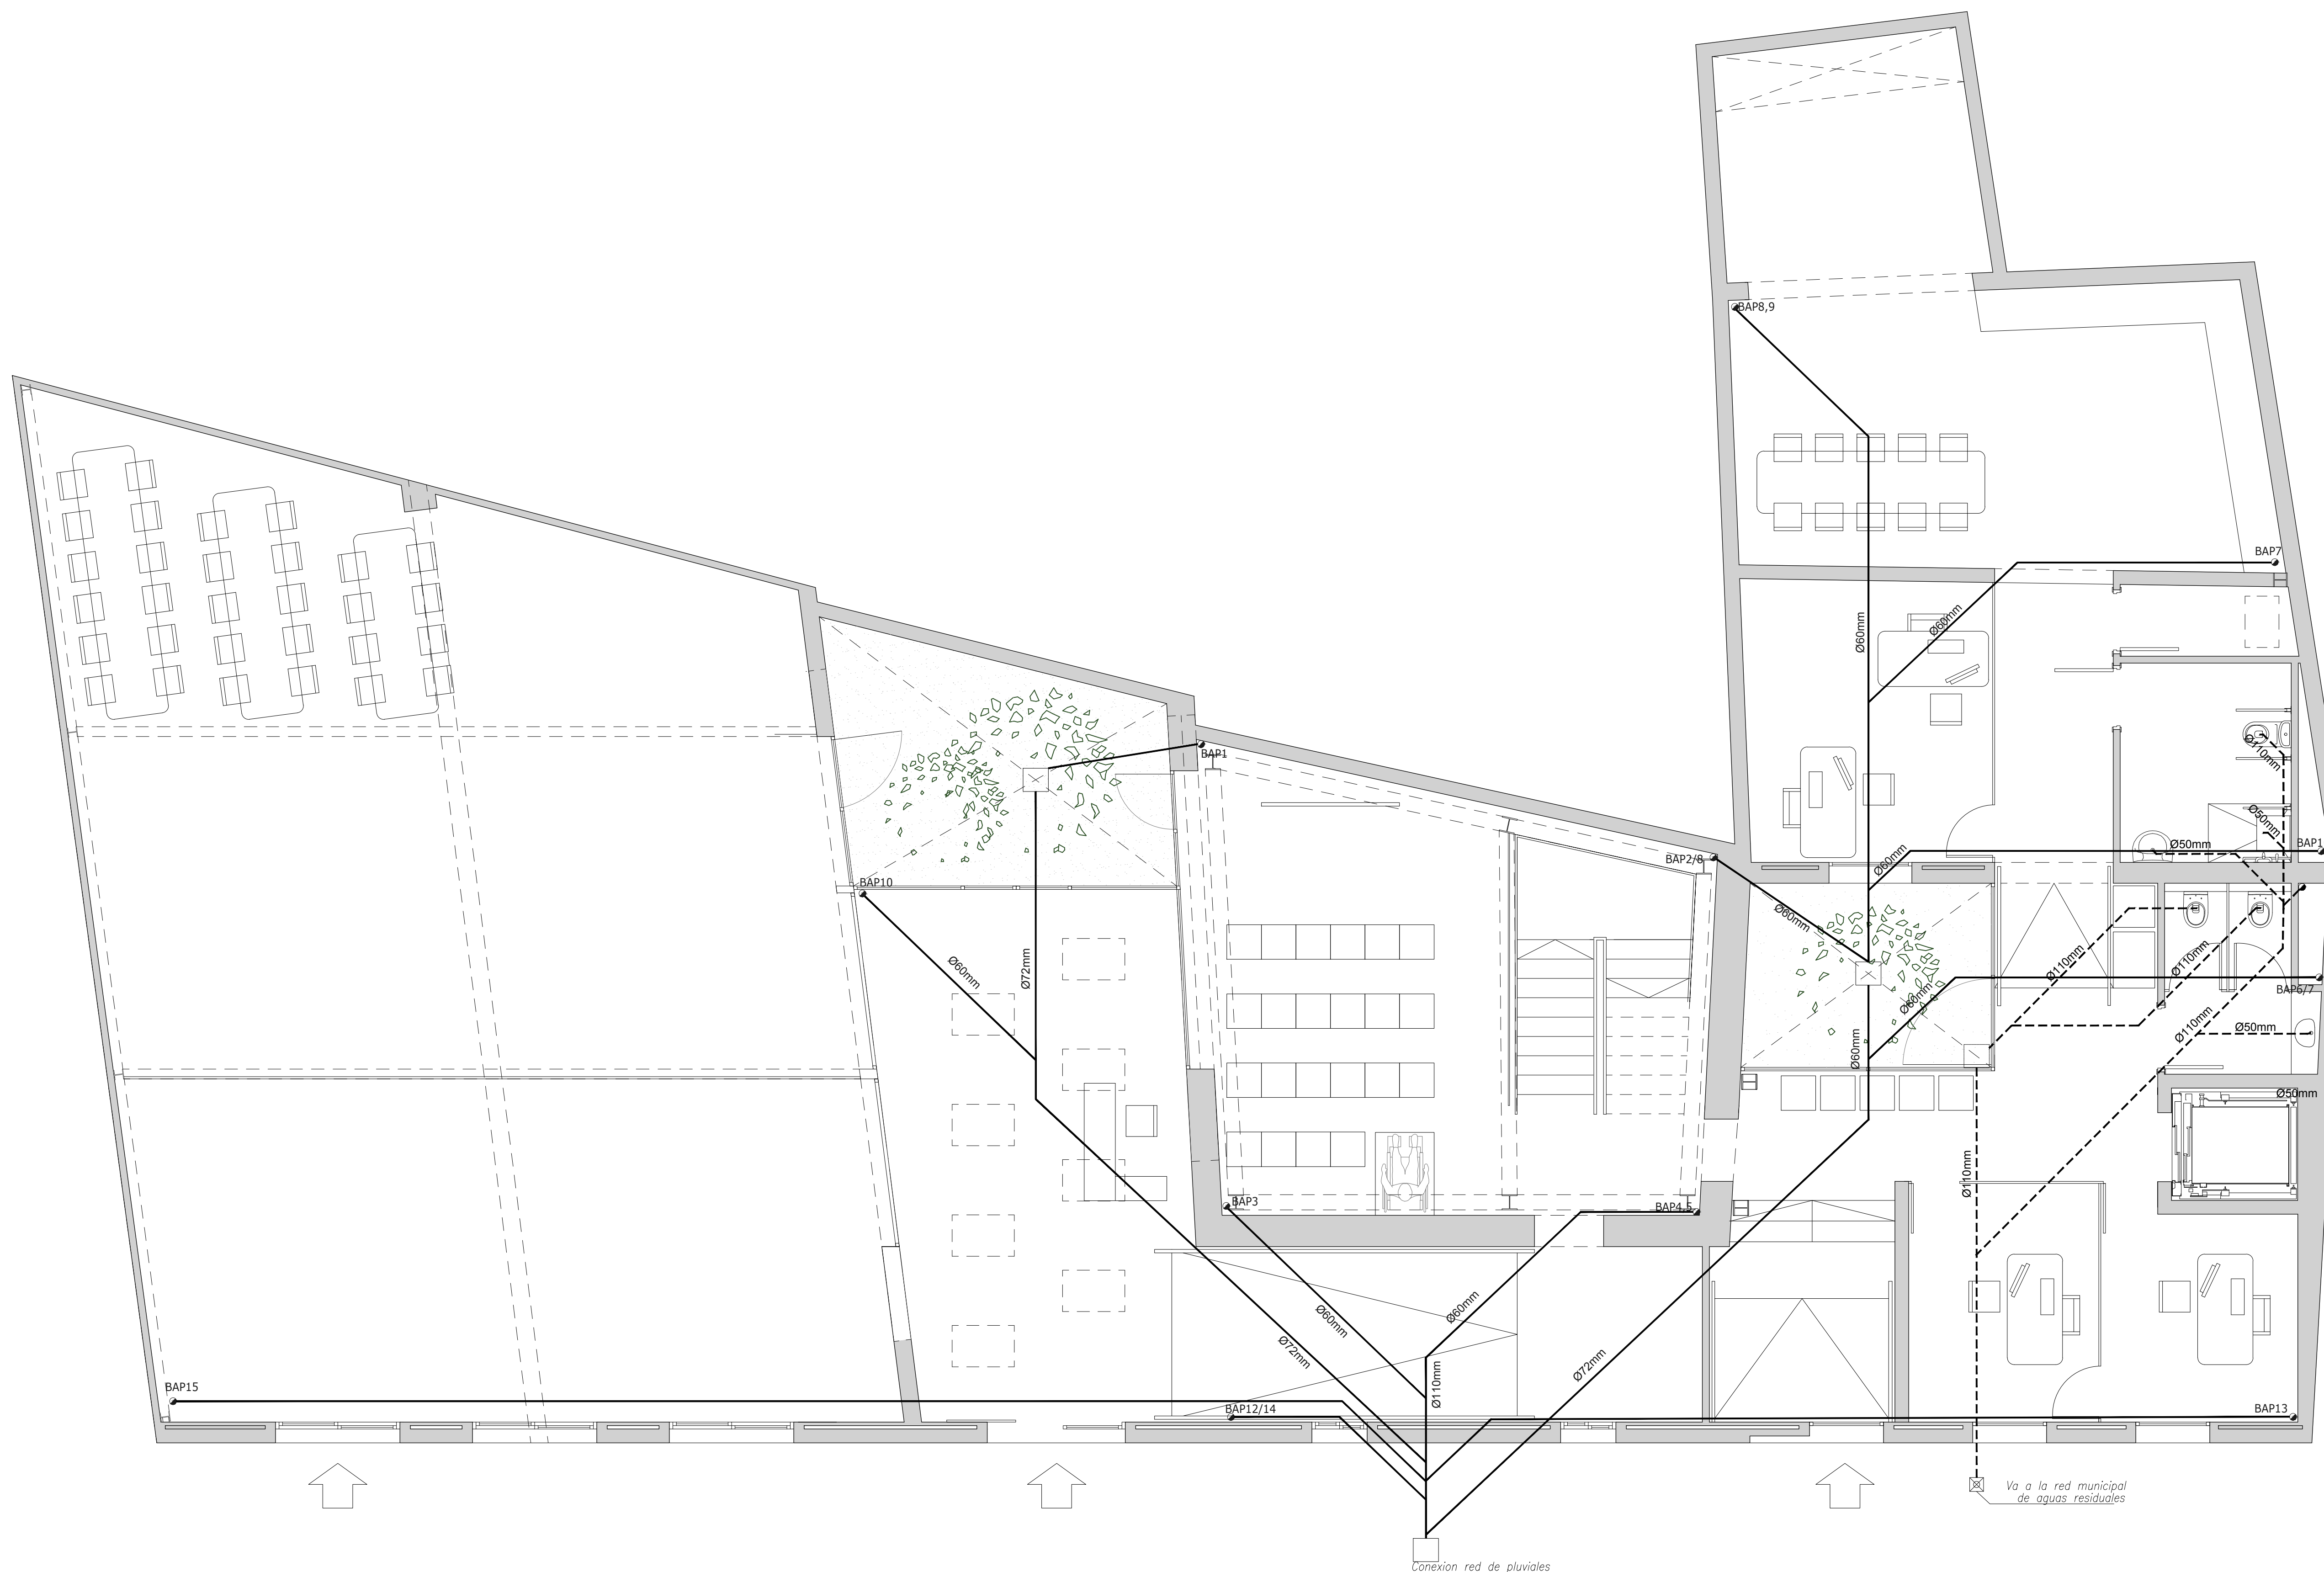 BAP8,9
BAP7
Ø60mm
Ø60mm
BAP1
Ø110mm
Ø50mm
Ø50mm
BAP1
BAP2/8
Ø60mm
BAP10
Ø60mm
Ø60mm
Ø72mm
Ø110mm
Ø110mm
BAP6/7
Ø60mm
Ø110mm
Ø50mm
Ø60mm
Ø50mm
Ø110mm
BAP3
BAP4,5
Ø60mm
Ø60mm
Ø72mm
Ø72mm
Ø110mm
BAP15
BAP12/14
BAP13
Va a la red municipal
de aguas residuales
Conexion red de pluviales